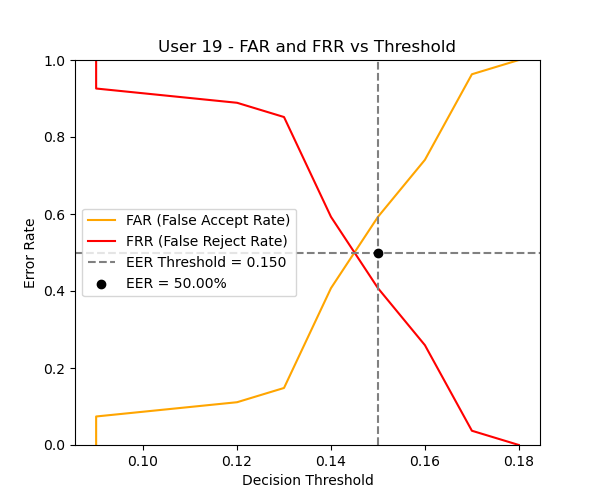 User 19 - FAR and FRR vs Threshold
1.0
0.8
0.6
0.4
0.2
0.0
Error Rate
FAR (False Accept Rate)
FRR (False Reject Rate)
EER Threshold = 0.150
EER = 50.00%
0.10 0.12 0.14 0.16 0.18
Decision Threshold